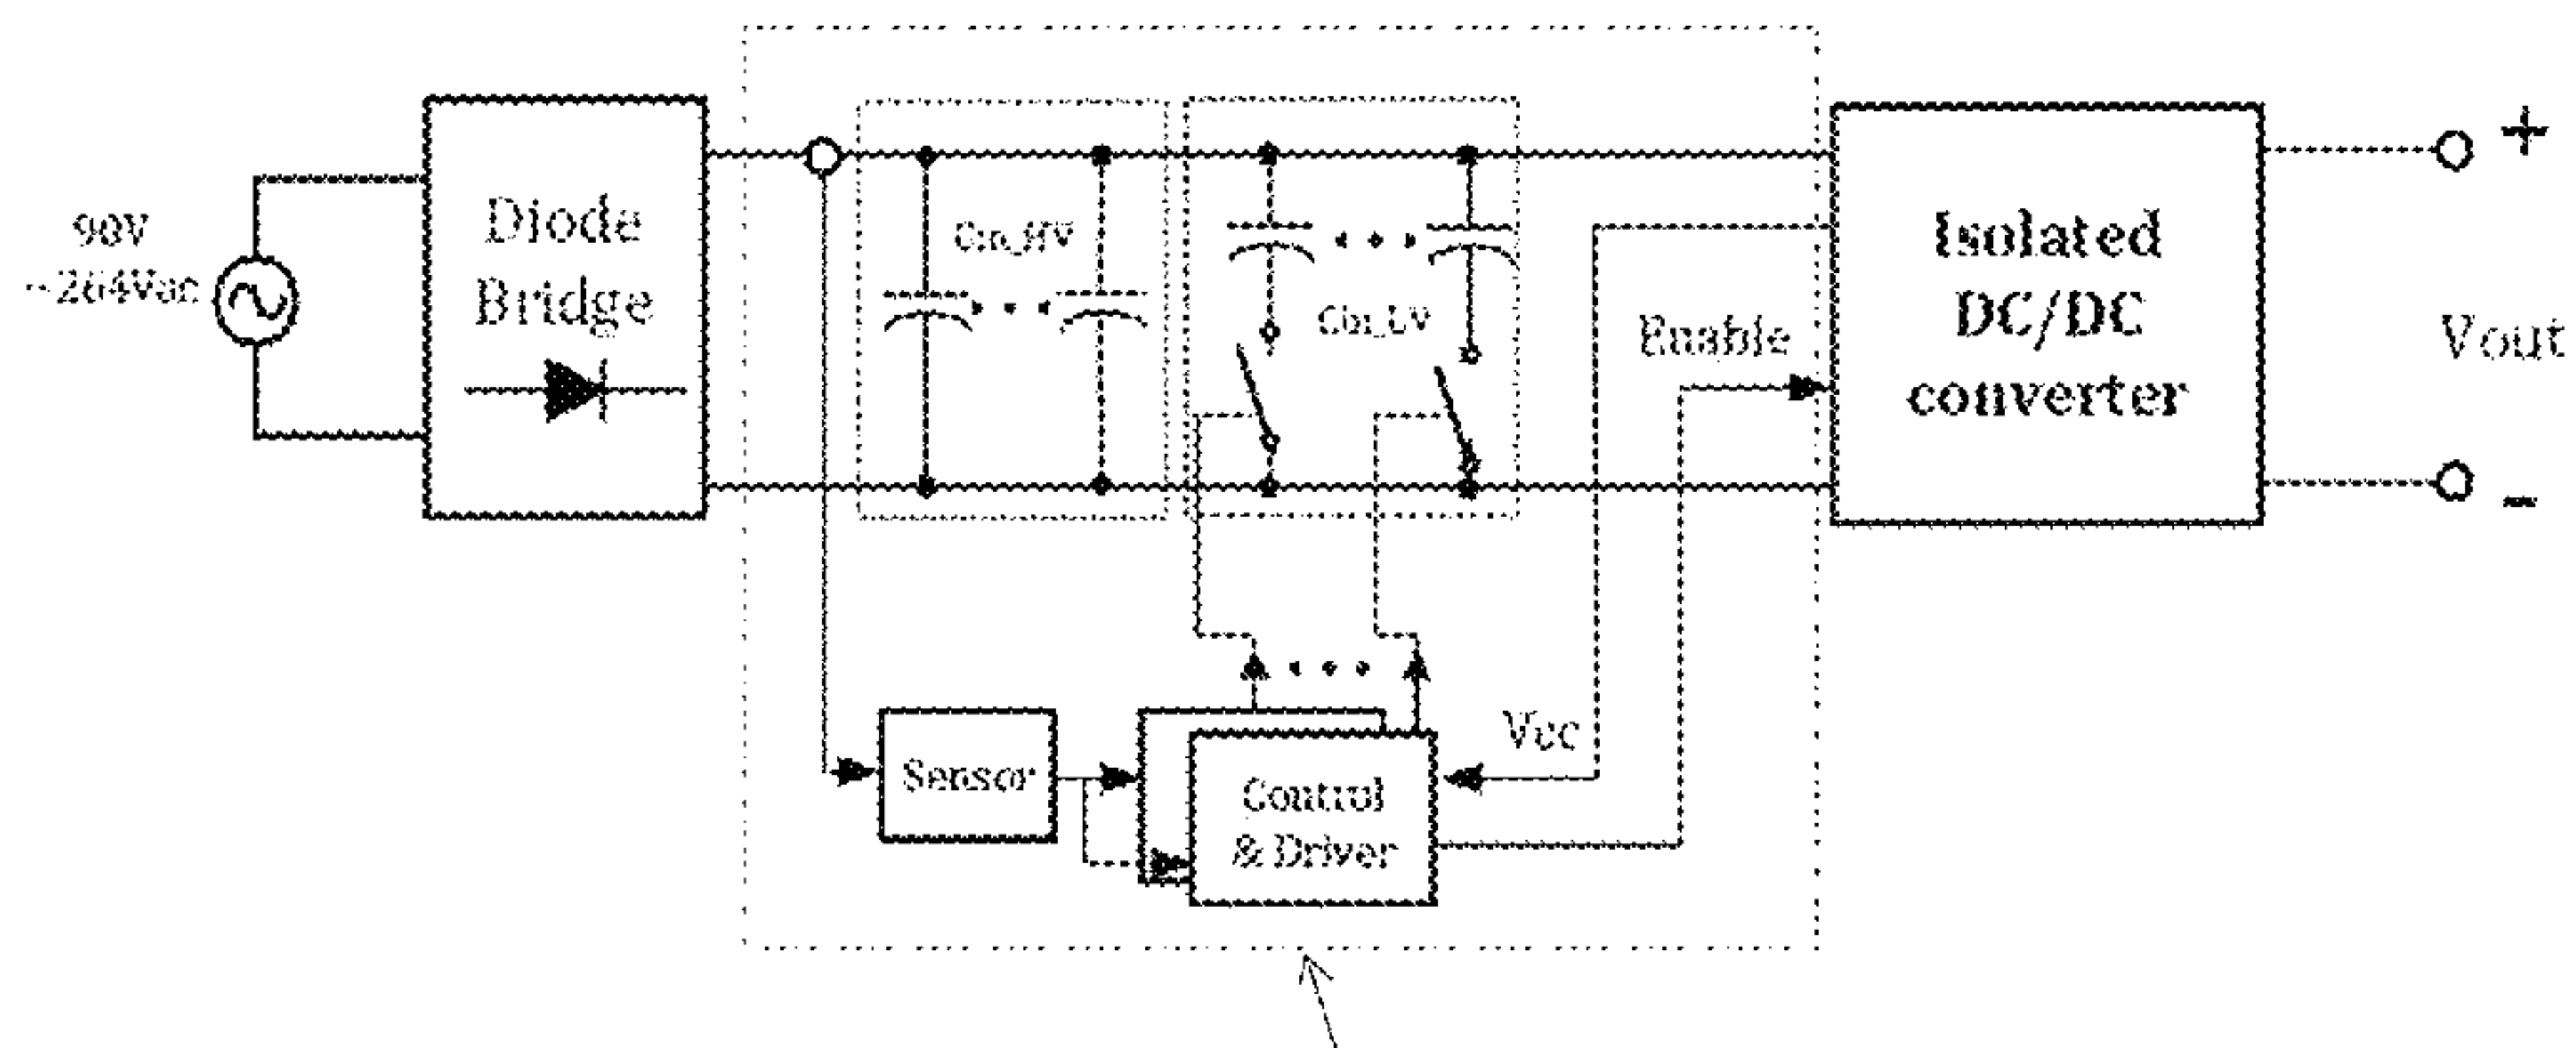 90V
~264Vac
Diode
Bridge
Cin_HV
Cin_LV
Enable
Isolated
DC/DC
converter
+
Vout
-
Sensor
Control
& Driver
Vcc